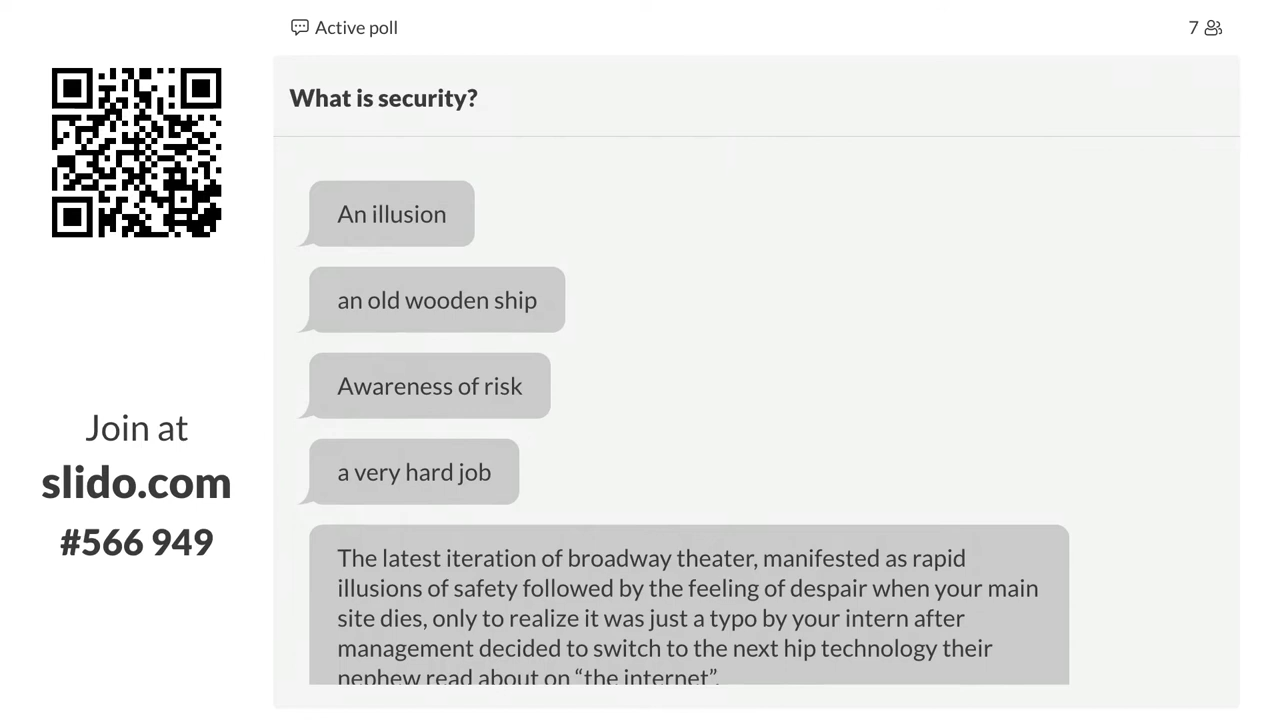 Active poll
7
What is security?
An illusion
an old wooden ship
Awareness of risk
a very hard job
The latest iteration of broadway theater, manifested as rapid
illusions of safety followed by the feeling of despair when your main
site dies, only to realize it was just a typo by your intern after
management decided to switch to the next hip technology their
nephew read about on “the internet”.
Join at
slido.com
#566 949